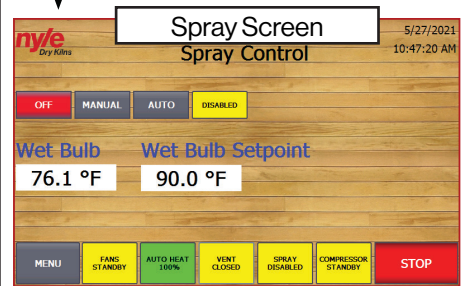 Spray Screen
nyle
Dry Kilns
Spray Control
5/27/2021
10:47:20 AM
OFF
MANUAL
AUTO
DISABLED
Wet Bulb
Wet Bulb Setpoint
76.1 °F
90.0 °F
MENU
FANS
STANDBY
AUTO HEAT
100%
VENT
CLOSED
SPRAY
DISABLED
COMPRESSOR
STANDBY
STOP